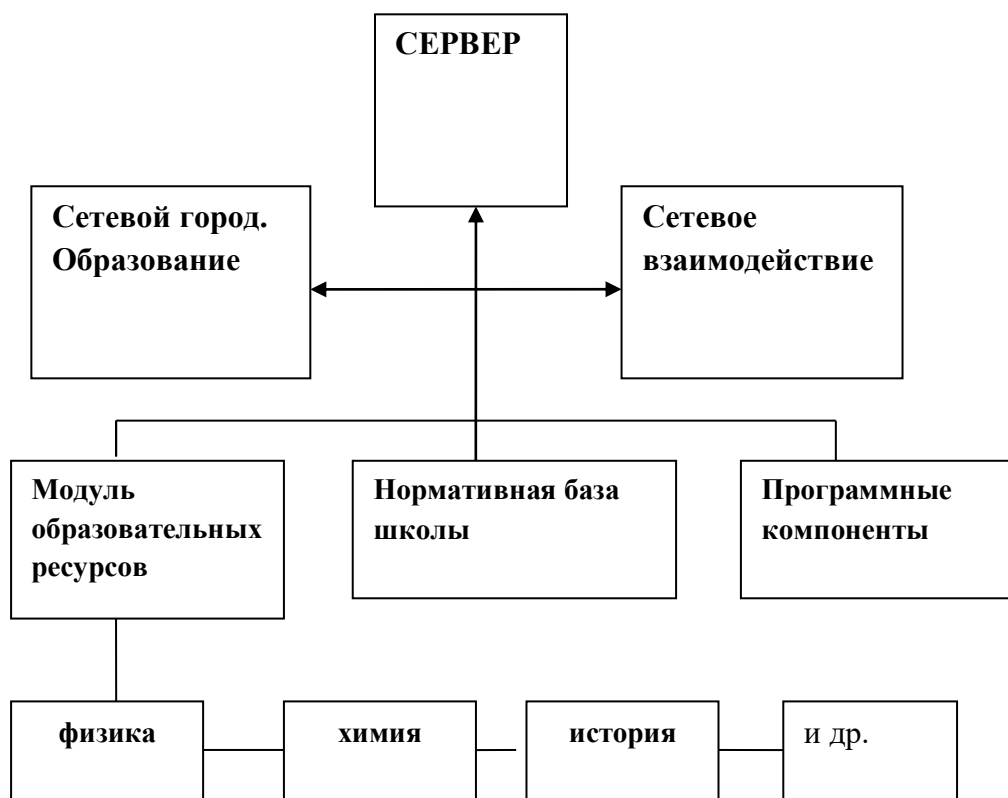 СЕРВЕР
Сетевой город.
Образование
Сетевое
взаимодействие
Модуль
образовательных
ресурсов
Нормативная база
школы
Программные
компоненты
физика
химия
история
и др.